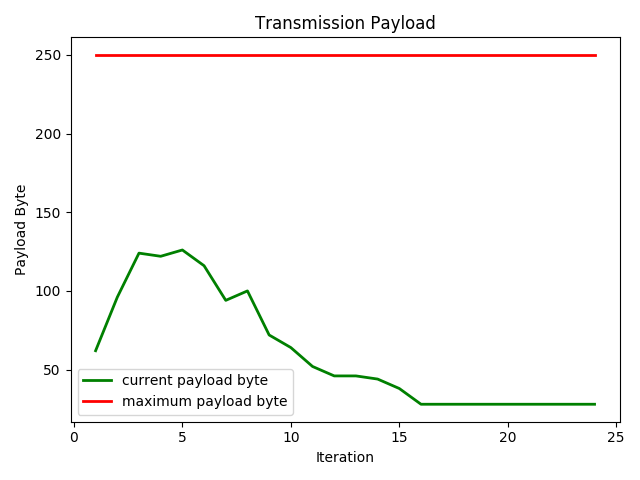 Transmission Payload
250
200
150
100
50
Payload Byte
current payload byte
maximum payload byte
0 5 10 15 20 25
Iteration